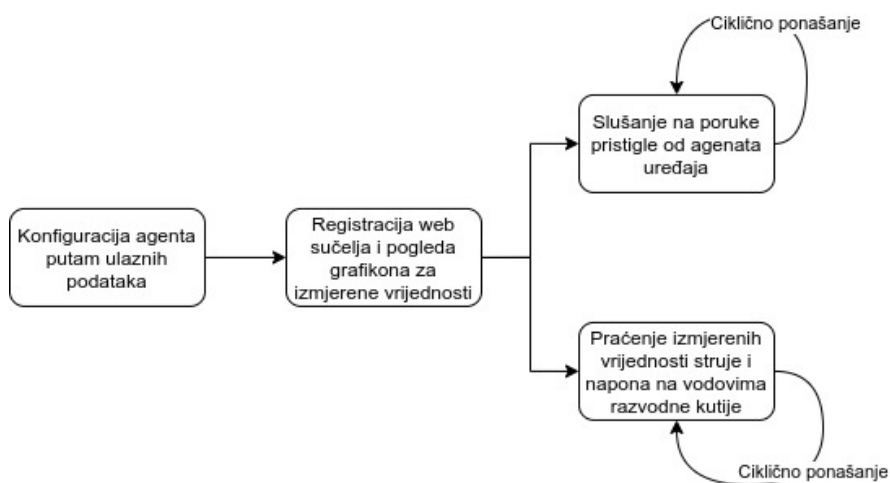 Ciklično ponašanje
Slušanje na poruke
pristigle od agenata
uređaja
Konfiguracija agenta
putam ulaznih
podataka
Registracija web
sučelja i pogleda
grafikona za
izmjerene vrijednosti
Praćenje izmjerenih
vrijednosti struje i
napona na vodovima
razvodne kutije
Ciklično ponašanje